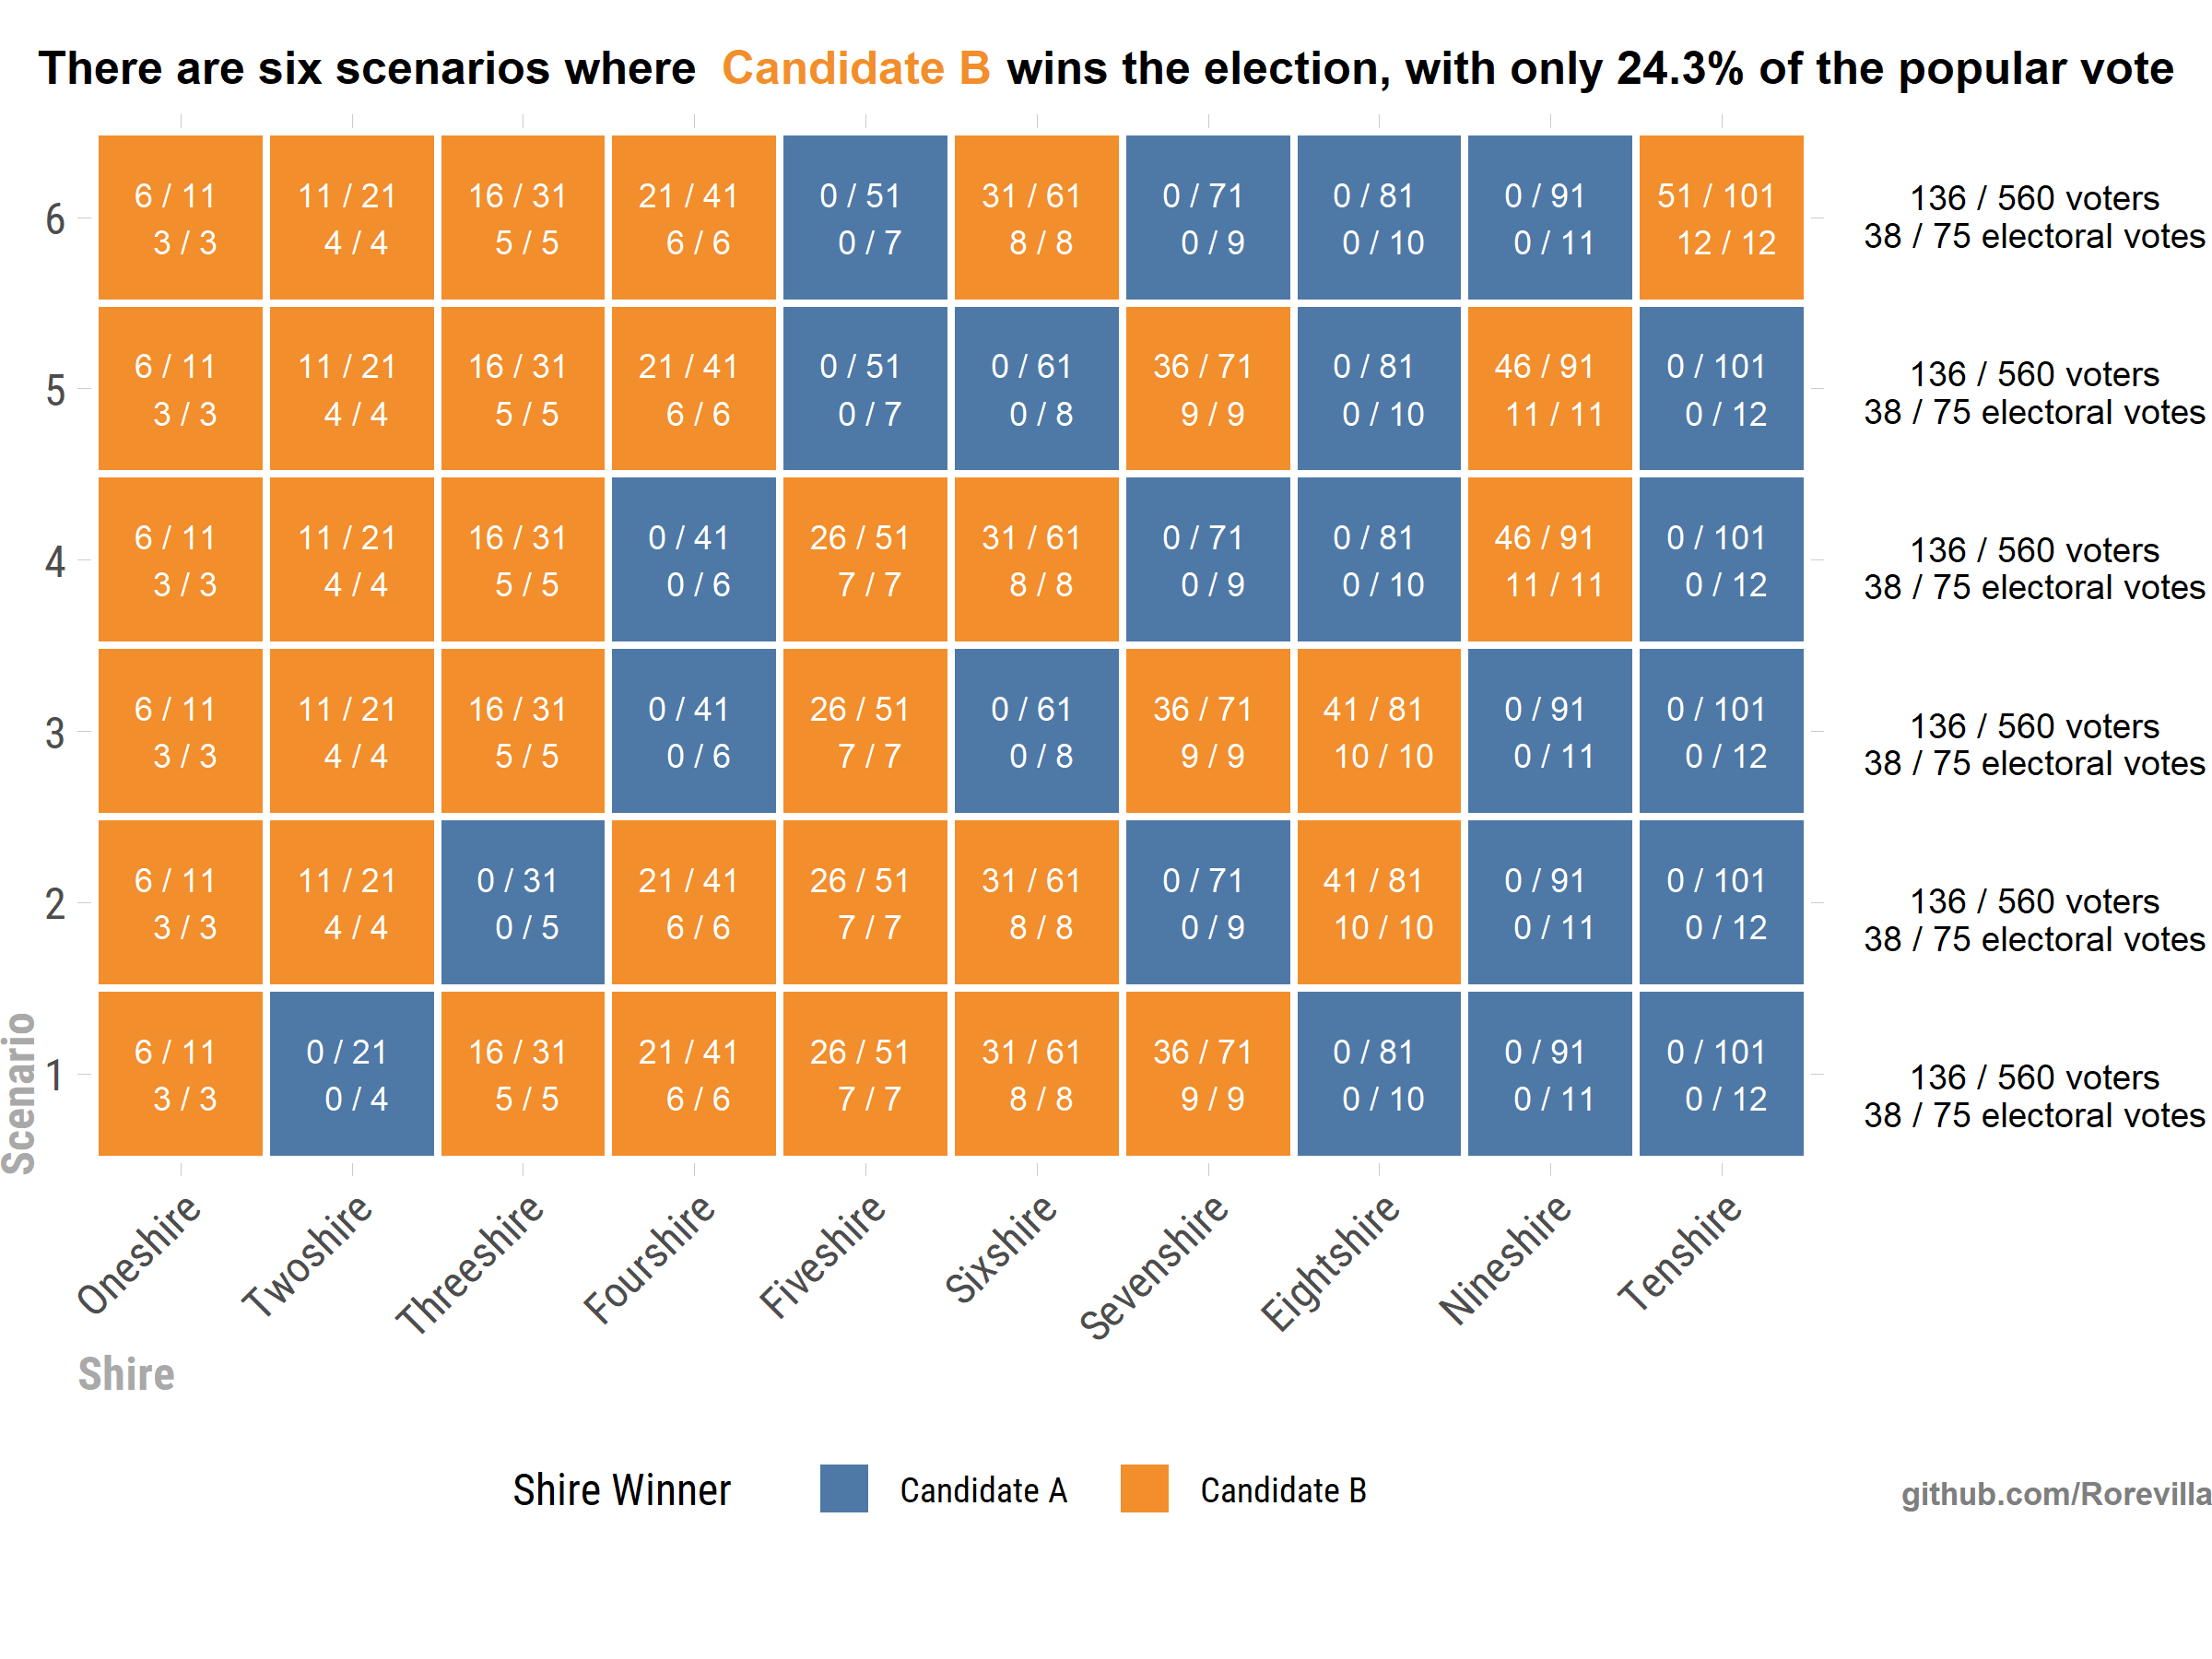 There are six scenarios where Candidate B wins the election, with only 24.3% of the popular vote
6 / 11 11 / 21 16 / 31 21 / 41 0 / 51 31 / 61 0 / 71 0 / 81 0 / 91 51 / 101 136 / 560 voters
6 3 / 3 4 / 4 5 / 5 6 / 6 0 / 7 8 / 8 0 / 9 0 / 10 0 / 11 12 / 12 38 / 75 electoral votes
6 / 11 11 / 21 16 / 31 21 / 41 0 / 51 0 / 61 36 / 71 0 / 81 46 / 91 0 / 101 136 / 560 voters
5 3 / 3 4 / 4 5 / 5 6 / 6 0 / 7 0 / 8 9 / 9 0 / 10 11 / 11 0 / 12 38 / 75 electoral votes
6 / 11 11 / 21 16 / 31 0 / 41 26 / 51 31 / 61 0 / 71 0 / 81 46 / 91 0 / 101 136 / 560 voters
4 3 / 3 4 / 4 5 / 5 0 / 6 7 / 7 8 / 8 0 / 9 0 / 10 11 / 11 0 / 12 38 / 75 electoral votes
6 / 11 11 / 21 16 / 31 0 / 41 26 / 51 0 / 61 36 / 71 41 / 81 0 / 91 0 / 101 136 / 560 voters
3 3 / 3 4 / 4 5 / 5 0 / 6 7 / 7 0 / 8 9 / 9 10 / 10 0 / 11 0 / 12 38 / 75 electoral votes
6 / 11 11 / 21 0 / 31 21 / 41 26 / 51 31 / 61 0 / 71 41 / 81 0 / 91 0 / 101 136 / 560 voters
2 3 / 3 4 / 4 0 / 5 6 / 6 7 / 7 8 / 8 0 / 9 10 / 10 0 / 11 0 / 12 38 / 75 electoral votes
6 / 11 0 / 21 16 / 31 21 / 41 26 / 51 31 / 61 36 / 71 0 / 81 0 / 91 0 / 101 136 / 560 voters
1 3 / 3 0 / 4 5 / 5 6 / 6 7 / 7 8 / 8 9 / 9 0 / 10 0 / 11 0 / 12 38 / 75 electoral votes
Scenario
Oneshire Twoshire Threeshire Fourshire Fiveshire Sixshire Sevenshire Eightshire Nineshire Tenshire
Shire
Shire Winner Candidate A Candidate B
github.com/Rorevilla